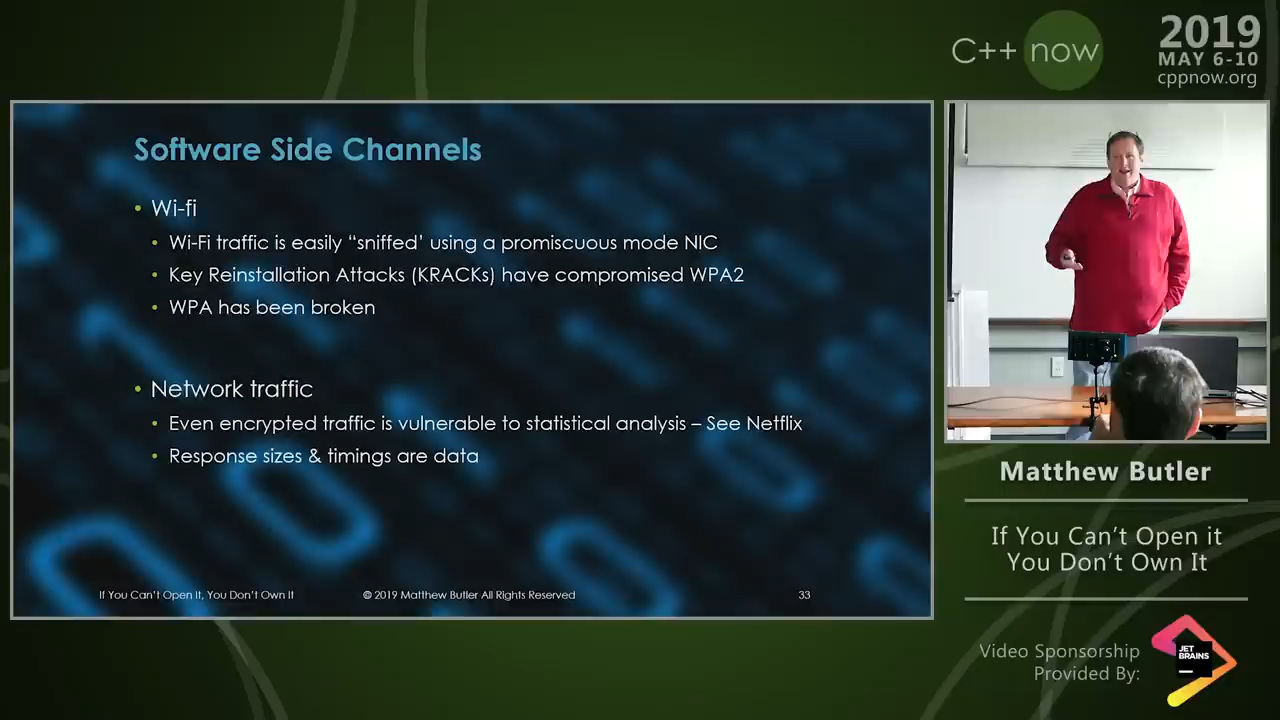 C++ now
2019
MAY 6-10
cppnow.org
Software Side Channels
• Wi-fi
• Wi-Fi traffic is easily “sniffed’ using a promiscuous mode NIC
• Key Reinstallation Attacks (KRACKs) have compromised WPA2
• WPA has been broken
• Network traffic
• Even encrypted traffic is vulnerable to statistical analysis – See Netflix
• Response sizes & timings are data
If You Can’t Open It, You Don’t Own It
© 2019 Matthew Butler All Rights Reserved
33
Matthew Butler
If You Can’t Open it
You Don’t Own It
Video Sponsorship
Provided By:
JET
BRAINS